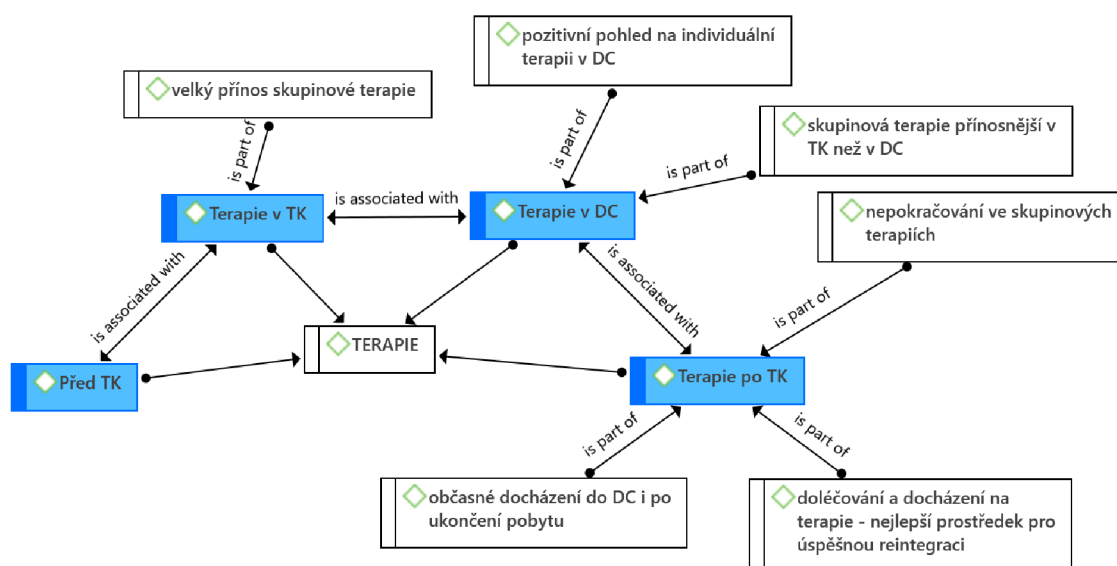 pozitivní pohled na individuální
terapii v DC
velký přínos skupinové terapie
skupinová terapie přínosnější v
TK než v DC
is part of
is part of
is part of
is associated with
Terapie v TK
Terapie v DC
nepokračování ve skupinových
terapiích
is associated with
is associated with
is part of
TERAPIE
Před TK
Terapie po TK
is part of
is part of
občasné docházení do DC i po
ukončení pobytu
doléčování a docházení na
terapie - nejlepší prostředek pro
úspěšnou reintegraci